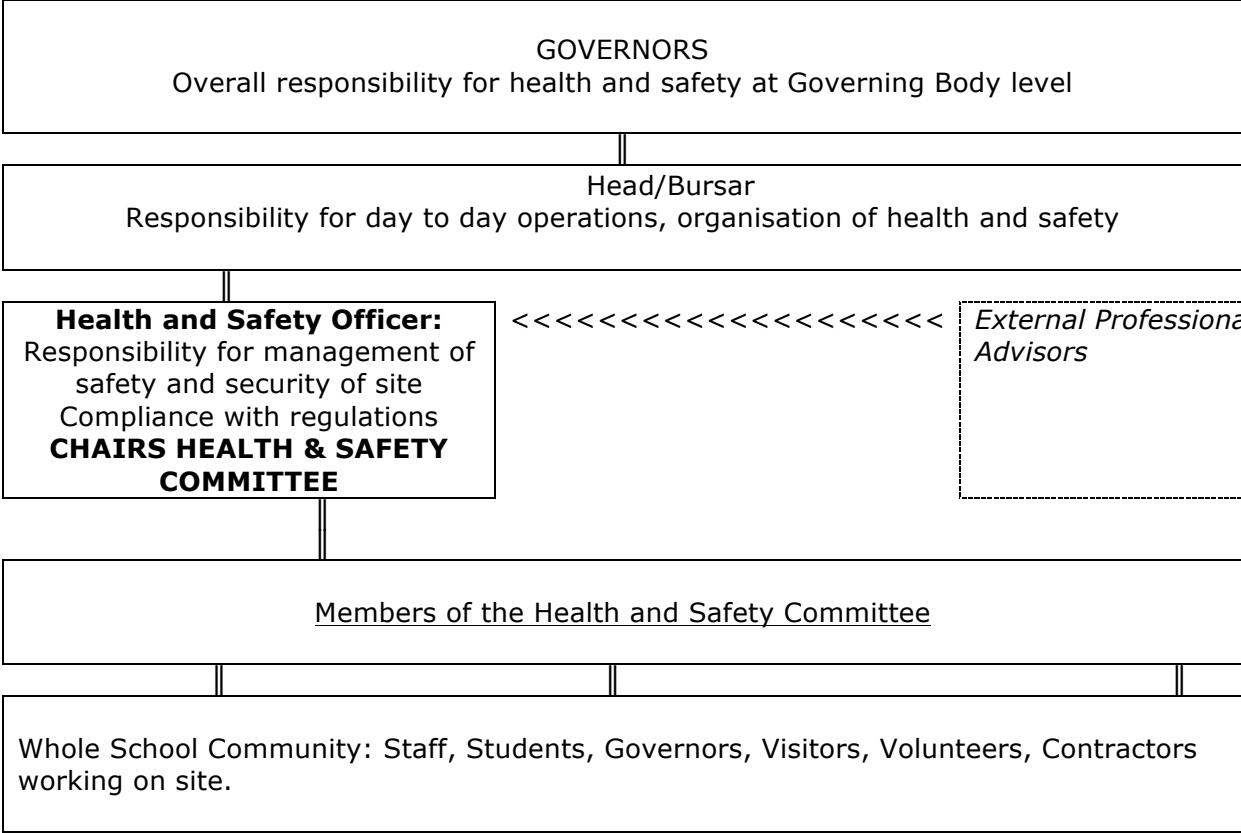 GOVERNORS
Overall responsibility for health and safety at Governing Body level
Head/Bursar
Responsibility for day to day operations, organisation of health and safety
Health and Safety Officer:
Responsibility for management of
safety and security of site
Compliance with regulations
CHAIRS HEALTH & SAFETY
COMMITTEE
<<<<<<<<<<<<<<<<<<<<
External
Advisors
Members of the Health and Safety Committee
Whole School Community: Staff, Students, Governors, Visitors, Volunteers, Contractors
working on site.